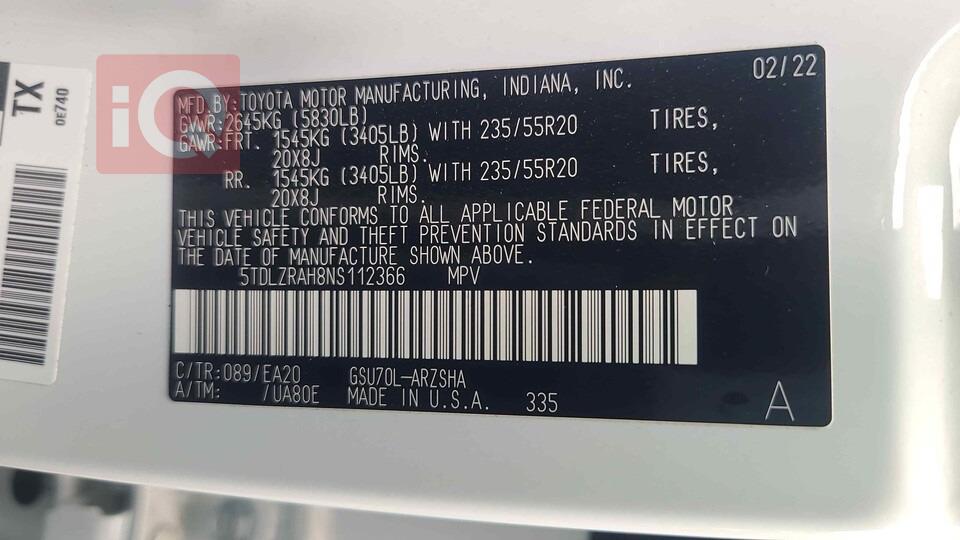 TX
0E740
iQ
02/22
MFD.BY:TOYOTA MOTOR MANUFACTURING, INDIANA, INC.
GVWR:2645KG (5830LB)
GAWR:FRT. 1545KG (3405LB) WITH 235/55R20 TIRES,
20X8J RIMS.
RR. 1545KG (3405LB) WITH 235/55R20 TIRES,
20X8J RIMS.
THIS VEHICLE CONFORMS TO ALL APPLICABLE FEDERAL MOTOR
VEHICLE SAFETY AND THEFT PREVENTION STANDARDS IN EFFECT ON
THE DATE OF MANUFACTURE SHOWN ABOVE.
5TDLZRAH8NS112366 MPV
C/TR:089/EA20 GSU70L-ARZSHA
A/TM: /UA80E MADE IN U.S.A. 335
A